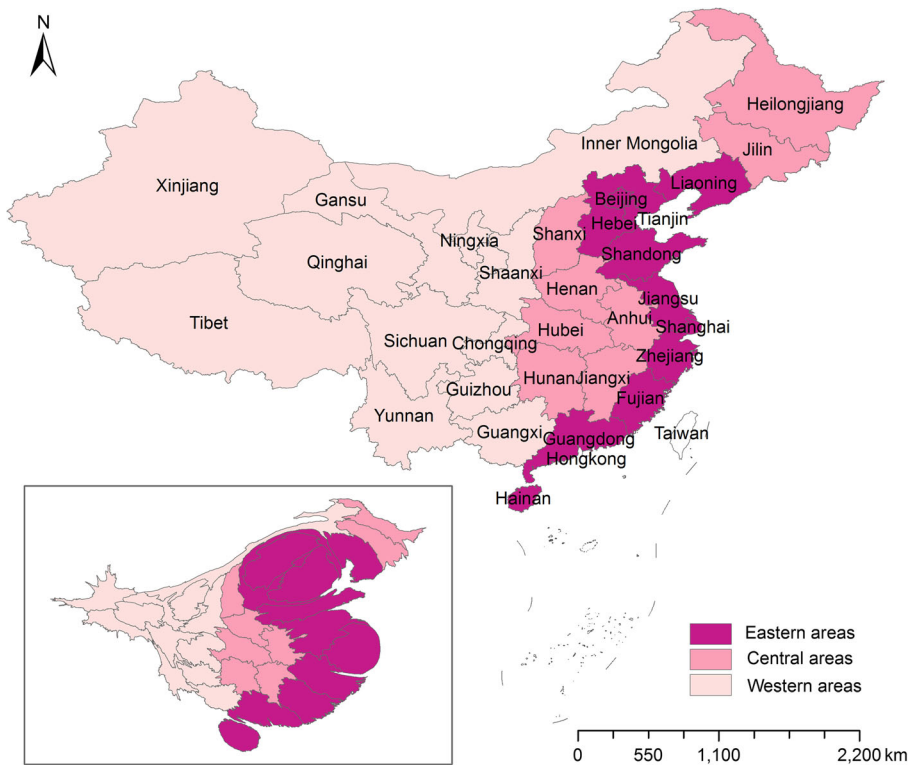 N
Heilongjiang
Jilin
Inner Mongolia
Liaoning
Xinjiang
Gansu
Beijing
Tianjin
Hebei
Shanxi
Ningxia
Shandong
Qinghai
Shaanxi
Henan
Jiangsu
Anhui
Tibet
Hubei
Shanghai
Sichuan
Chongqing
Zhejiang
Hunan
Jiangxi
Guizhou
Fujian
Yunnan
Guangxi
Guangdong
Taiwan
Hongkong
Hainan
Eastern areas
Central areas
Western areas
0 550 1,100 2,200 km